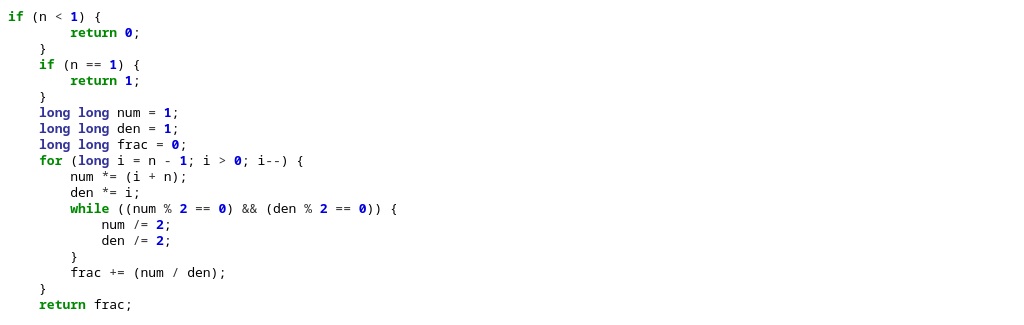 if (n < 1) {
        return 0;
    }
    if (n == 1) {
        return 1;
    }
    long long num = 1;
    long long den = 1;
    long long frac = 0;
    for (long i = n - 1; i > 0; i--) {
        num *= (i + n);
        den *= i;
        while ((num % 2 == 0) && (den % 2 == 0)) {
            num /= 2;
            den /= 2;
        }
        frac += (num / den);
    }
    return frac;